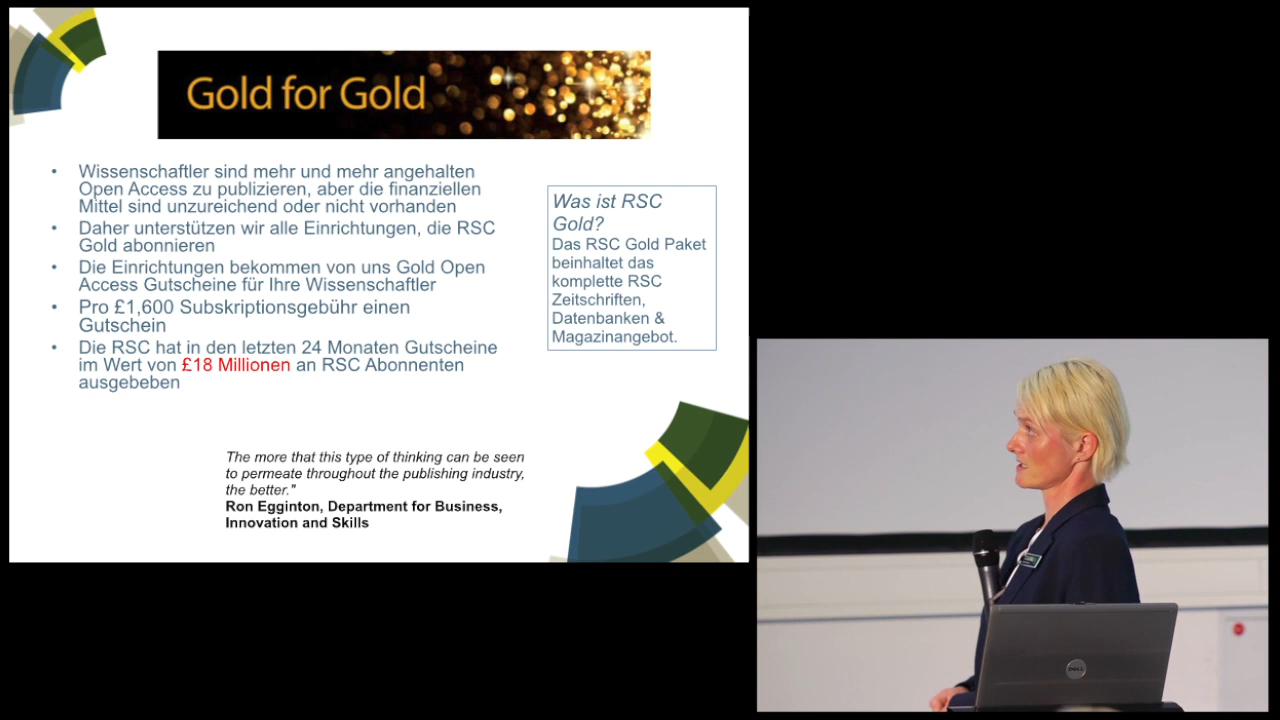 Gold for Gold
• Wissenschaftler sind mehr und mehr angehalten
Open Access zu publizieren, aber die finanziellen
Mittel sind unzureichend oder nicht vorhanden
• Daher unterstützen wir alle Einrichtungen, die RSC
Gold abonnieren
• Die Einrichtungen bekommen von uns Gold Open
Access Gutscheine für Ihre Wissenschaftler
• Pro £1,600 Subskriptionsgebühr einen
Gutschein
• Die RSC hat in den letzten 24 Monaten Gutscheine
im Wert von £18 Millionen an RSC Abonnenten
ausgebeben
Was ist RSC
Gold?
Das RSC Gold Paket
beinhaltet das
komplette RSC
Zeitschriften,
Datenbanken &
Magazinangebot.
The more that this type of thinking can be seen
to permeate throughout the publishing industry,
the better."
Ron Egginton, Department for Business,
Innovation and Skills
DELL